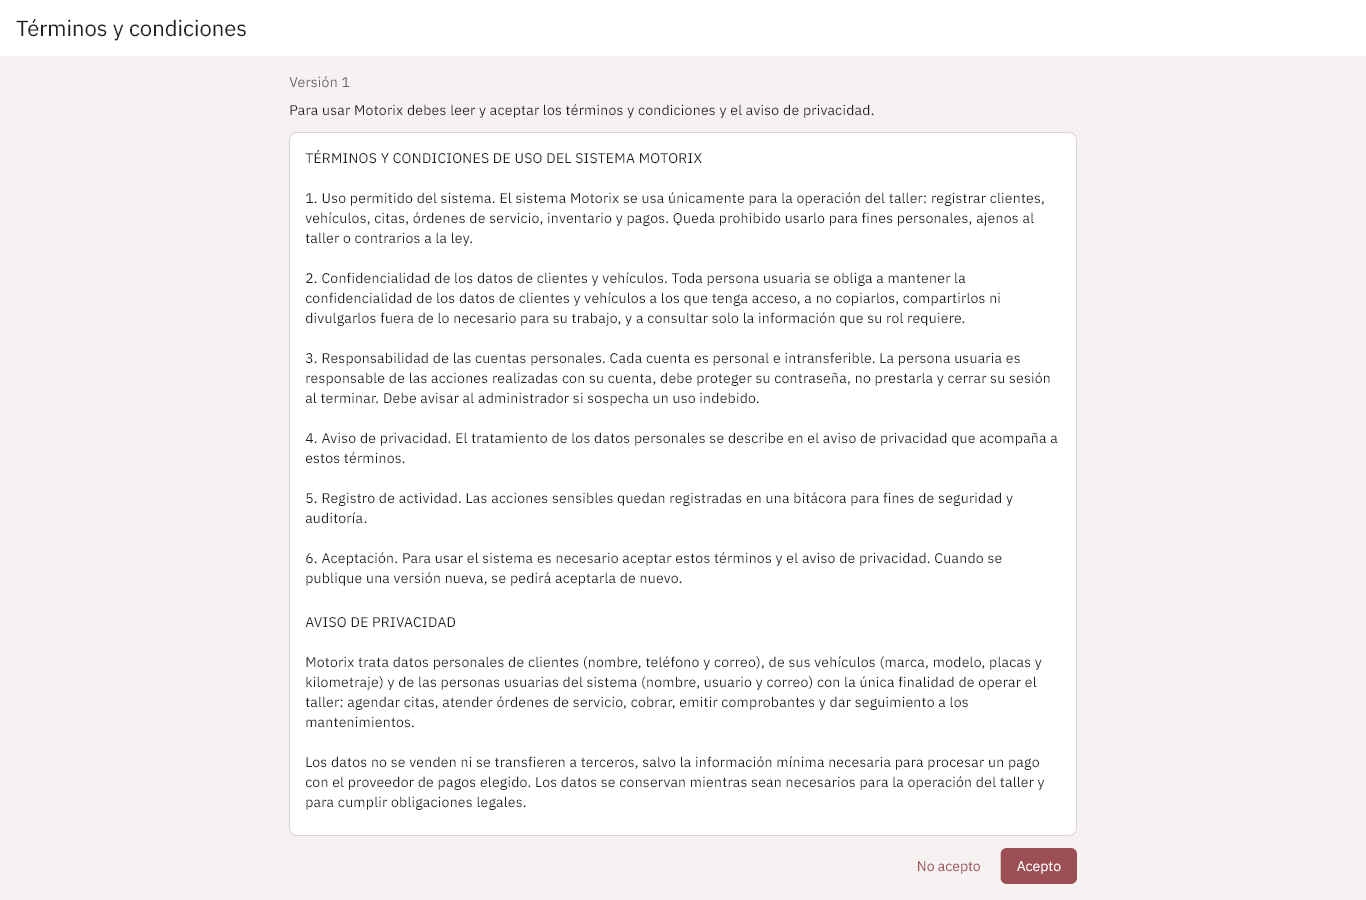 Términos y condiciones
Versión 1
Para usar Motorix debes leer y aceptar los términos y condiciones y el aviso de privacidad.
TÉRMINOS Y CONDICIONES DE USO DEL SISTEMA MOTORIX
1. Uso permitido del sistema. El sistema Motorix se usa únicamente para la operación del taller: registrar clientes,
vehículos, citas, órdenes de servicio, inventario y pagos. Queda prohibido usarlo para fines personales, ajenos al
taller o contrarios a la ley.
2. Confidencialidad de los datos de clientes y vehículos. Toda persona usuaria se obliga a mantener la
confidencialidad de los datos de clientes y vehículos a los que tenga acceso, a no copiarlos, compartirlos ni
divulgarlos fuera de lo necesario para su trabajo, y a consultar solo la información que su rol requiere.
3. Responsabilidad de las cuentas personales. Cada cuenta es personal e intransferible. La persona usuaria es
responsable de las acciones realizadas con su cuenta, debe proteger su contraseña, no prestarla y cerrar su sesión
al terminar. Debe avisar al administrador si sospecha un uso indebido.
4. Aviso de privacidad. El tratamiento de los datos personales se describe en el aviso de privacidad que acompaña a
estos términos.
5. Registro de actividad. Las acciones sensibles quedan registradas en una bitácora para fines de seguridad y
auditoría.
6. Aceptación. Para usar el sistema es necesario aceptar estos términos y el aviso de privacidad. Cuando se
publique una versión nueva, se pedirá aceptarla de nuevo.
AVISO DE PRIVACIDAD
Motorix trata datos personales de clientes (nombre, teléfono y correo), de sus vehículos (marca, modelo, placas y
kilometraje) y de las personas usuarias del sistema (nombre, usuario y correo) con la única finalidad de operar el
taller: agendar citas, atender órdenes de servicio, cobrar, emitir comprobantes y dar seguimiento a los
mantenimientos.
Los datos no se venden ni se transfieren a terceros, salvo la información mínima necesaria para procesar un pago
con el proveedor de pagos elegido. Los datos se conservan mientras sean necesarios para la operación del taller y
para cumplir obligaciones legales.
No acepto
Acepto